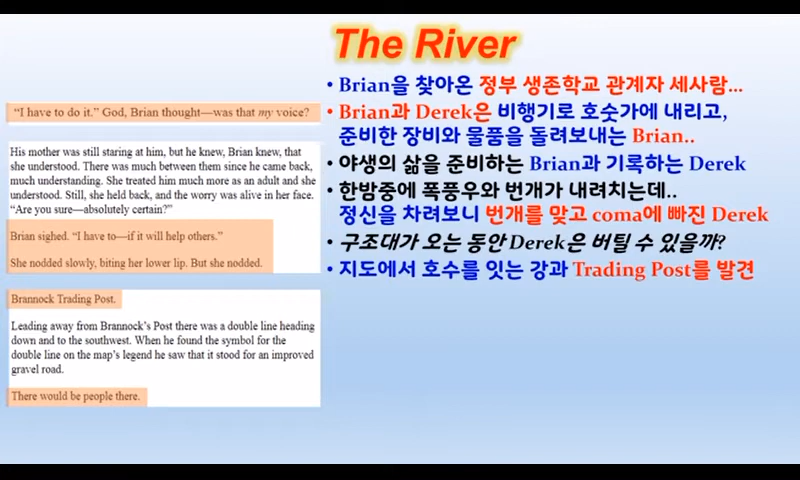 The River
“I have to do it.” God, Brian thought—was that my voice?
His mother was still staring at him, but he knew, Brian knew, that
she understood. There was much between them since he came back,
much understanding. She treated him much more as an adult and she
understood. Still, she held back, and the worry was alive in her face.
“Are you sure—absolutely certain?”
Brian sighed. “I have to—if it will help others.”
She nodded slowly, biting her lower lip. But she nodded.
Brannock Trading Post.
Leading away from Brannock’s Post there was a double line heading
down and to the southwest. When he found the symbol for the
double line on the map’s legend he saw that it stood for an improved
gravel road.
There would be people there.
• Brian을 찾아온 정부 생존학교 관계자 세사람...
• Brian과 Derek은 비행기로 호숫가에 내리고,
준비한 장비와 물품을 돌려보내는 Brian..
• 야생의 삶을 준비하는 Brian과 기록하는 Derek
• 한밤중에 폭풍우와 번개가 내려치는데..
정신을 차려보니 번개를 맞고 coma에 빠진 Derek
• 구조대가 오는 동안 Derek은 버틸 수 있을까?
• 지도에서 호수를 잇는 강과 Trading Post를 발견